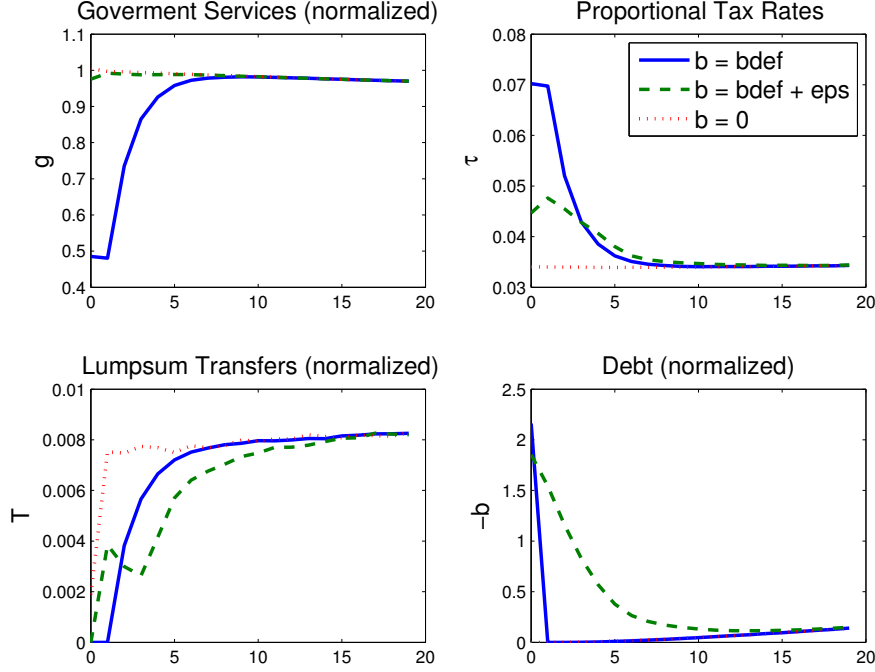 Goverment Services (normalized)
1.1
1
0.9
0.8
0.7
0.6
0.5
0.4
g
0 5 10 15 20
Proportional Tax Rates
0.08
0.07
0.06
0.05
0.04
0.03
τ
0 5 10 15 20
b = bdef
b = bdef + eps
b = 0
Lumpsum Transfers (normalized)
0.01
0.008
0.006
0.004
0.002
0
T
0 5 10 15 20
Debt (normalized)
2.5
2
1.5
1
0.5
0
−b
0 5 10 15 20